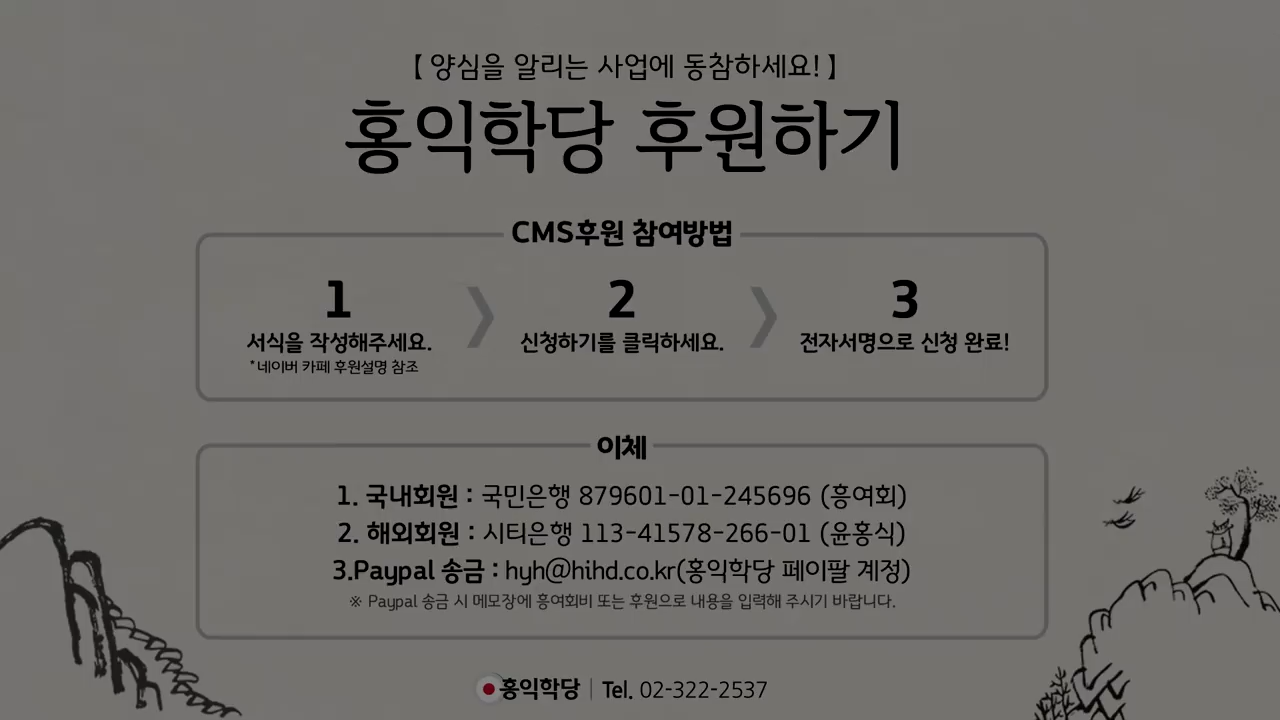 【 양심을 알리는 사업에 동참하세요! 】
홍익학당 후원하기
CMS후원 참여방법
1
서식을 작성해주세요.
*네이버 카페 후원설명 참조
2
신청하기를 클릭하세요.
3
전자서명으로 신청 완료!
이체
1. 국내회원 : 국민은행 879601-01-245696 (흥여회)
2. 해외회원 : 시티은행 113-41578-266-01 (윤홍식)
3.Paypal 송금 : hyh@hihd.co.kr(홍익학당 페이팔 계정)
※ Paypal 송금 시 메모장에 흥여회비 또는 후원으로 내용을 입력해 주시기 바랍니다.
홍익학당 | Tel. 02-322-2537